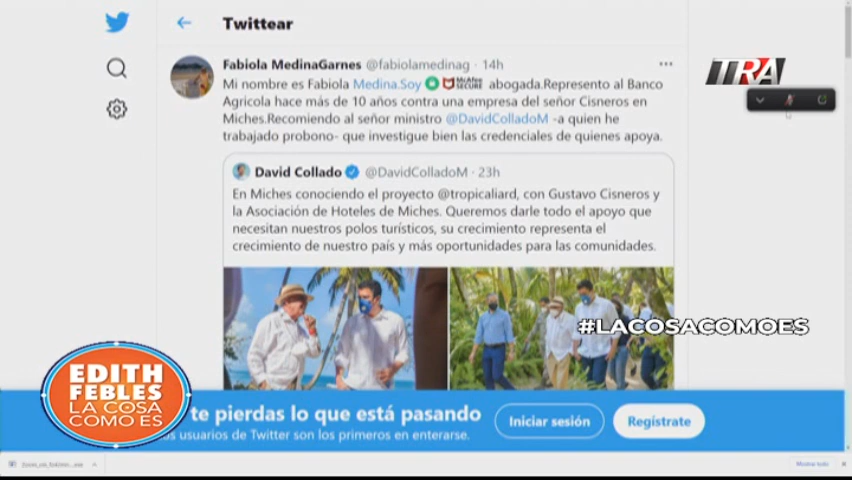 Twittear
Fabiola MedinaGarnes @fabiolamedinag · 14h
Mi nombre es Fabiola Medina.Soy McAfee SECURE abogada.Represento al Banco
Agricola hace más de 10 años contra una empresa del señor Cisneros en
Miches.Recomiendo al señor ministro @DavidColladoM -a quien he
trabajado probono- que investigue bien las credenciales de quienes apoya.
David Collado @DavidColladoM · 23h
En Miches conociendo el proyecto @tropicaliard, con Gustavo Cisneros y
la Asociación de Hoteles de Miches. Queremos darle todo el apoyo que
necesitan nuestros polos turísticos, su crecimiento representa el
crecimiento de nuestro país y más oportunidades para las comunidades.
TRA
#LACOSACOMOES
EDITH
FEBLES
LA COSA
COMO ES
te pierdas lo que está pasando
os usuarios de Twitter son los primeros en enterarse.
Iniciar sesión
Regístrate
Mostrar todo